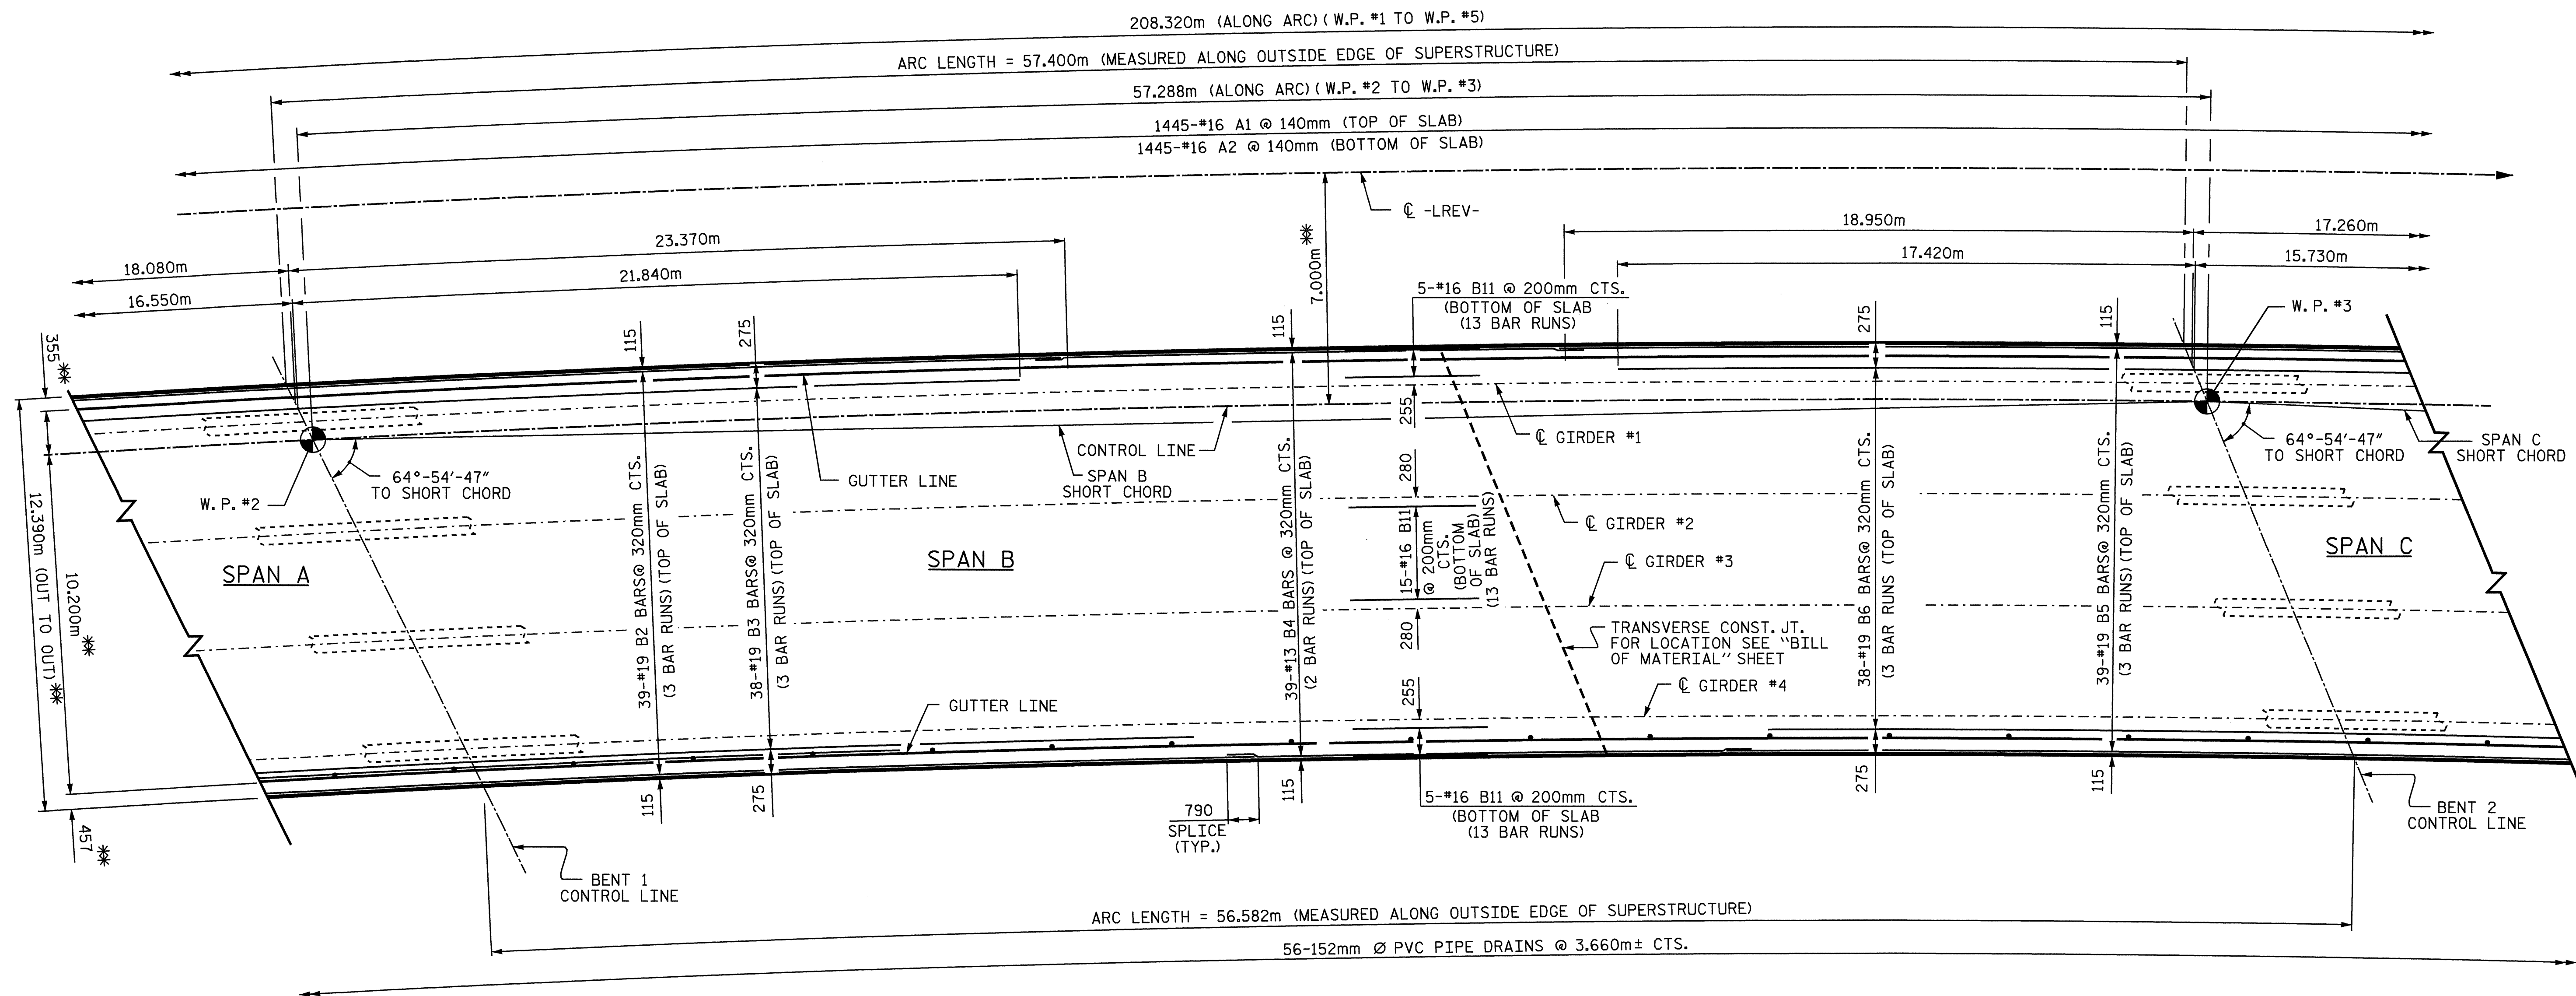 208.320m (ALONG ARC) ( W.P. #1 TO W.P. #5)
ARC LENGTH = 57.400m (MEASURED ALONG OUTSIDE EDGE OF SUPERSTRUCTURE)
57.288m (ALONG ARC) ( W.P. #2 TO W.P. #3)
1445-#16 A1 @ 140mm (TOP OF SLAB)
1445-#16 A2 @ 140mm (BOTTOM OF SLAB)
℄ -LREV-
18.080m
23.370m
16.550m
21.840m
7.000m **
18.950m
17.260m
17.420m
15.730m
5-#16 B11 @ 200mm CTS.
(BOTTOM OF SLAB
(13 BAR RUNS)
W.P. #3
355 **
115
275
115
275
115
255
℄ GIRDER #1
CONTROL LINE
GUTTER LINE
SPAN B
SHORT CHORD
64°-54'-47"
TO SHORT CHORD
W.P. #2
64°-54'-47"
TO SHORT CHORD
SPAN C
SHORT CHORD
12.390m (OUT TO OUT) **
10.200m **
39-#19 B2 BARS@ 320mm CTS.
(3 BAR RUNS) (TOP OF SLAB)
38-#19 B3 BARS@ 320mm CTS.
(3 BAR RUNS) (TOP OF SLAB)
39-#13 B4 BARS @ 320mm CTS.
(2 BAR RUNS) (TOP OF SLAB)
280
15-#16 B11
@ 200mm
CTS.
(BOTTOM
OF SLAB)
(13 BAR RUNS)
280
℄ GIRDER #2
℄ GIRDER #3
38-#19 B6 BARS@ 320mm CTS.
(3 BAR RUNS (TOP OF SLAB)
39-#19 B5 BARS@ 320mm CTS.
(3 BAR RUNS) (TOP OF SLAB)
SPAN A
SPAN B
SPAN C
TRANSVERSE CONST. JT.
FOR LOCATION SEE "BILL
OF MATERIAL" SHEET
255
℄ GIRDER #4
GUTTER LINE
457 **
115
275
115
275
115
790
SPLICE
(TYP.)
5-#16 B11 @ 200mm CTS.
(BOTTOM OF SLAB
(13 BAR RUNS)
BENT 1
CONTROL LINE
BENT 2
CONTROL LINE
ARC LENGTH = 56.582m (MEASURED ALONG OUTSIDE EDGE OF SUPERSTRUCTURE)
56-152mm Ø PVC PIPE DRAINS @ 3.660m± CTS.